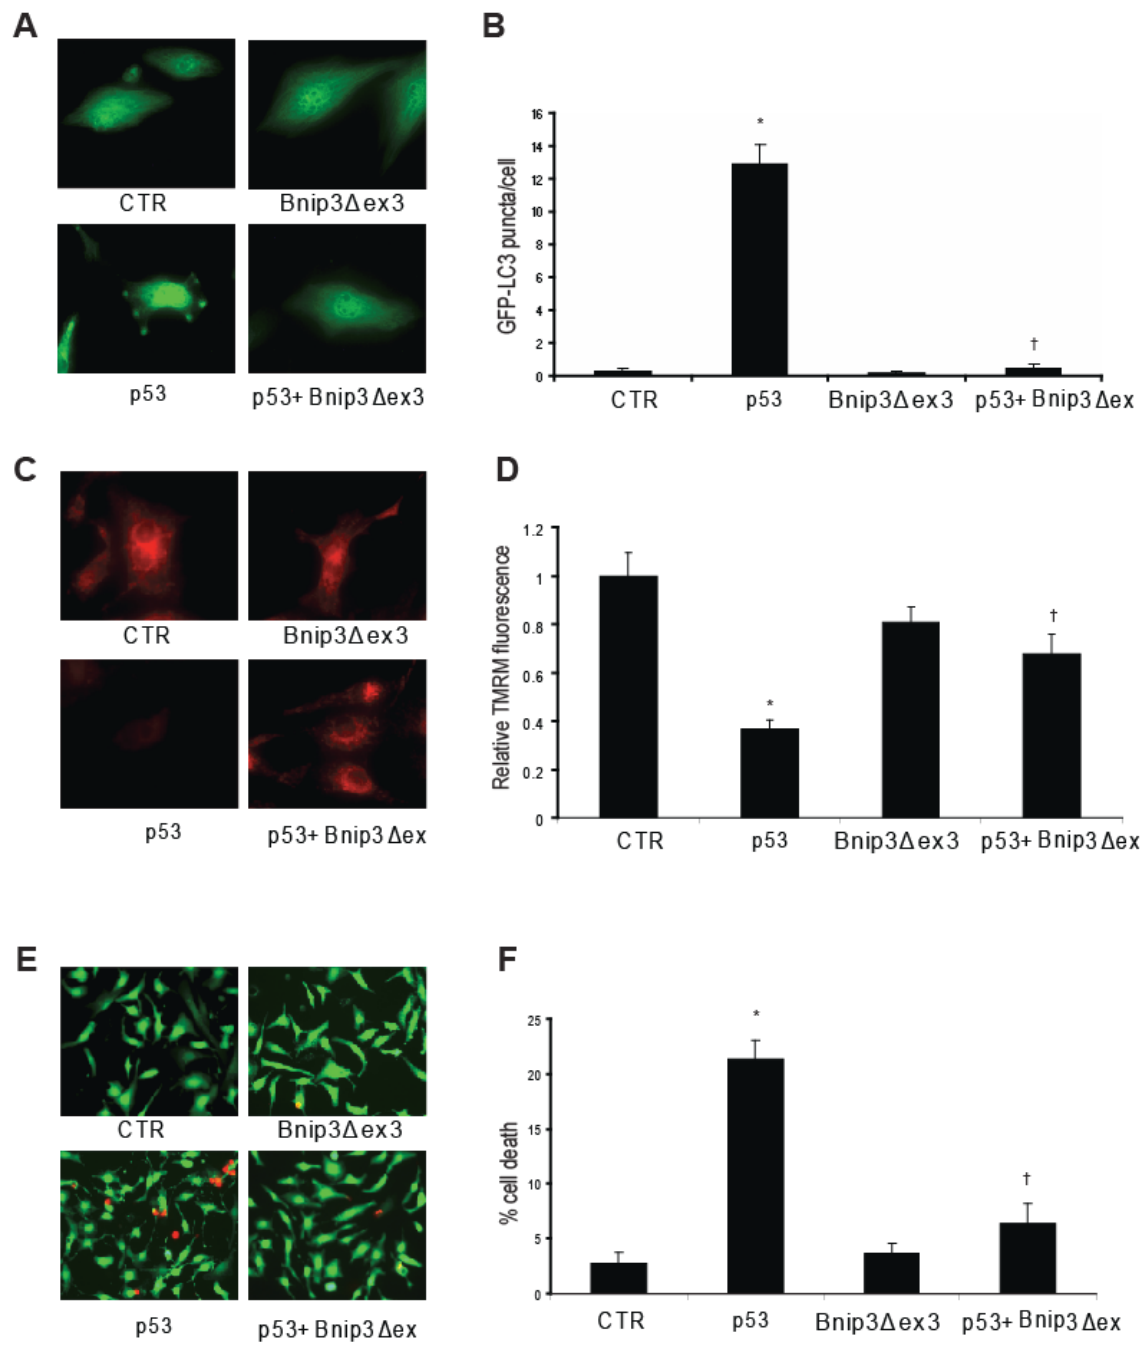 A
CTR
Bnip3Δex3
p53
p53+ Bnip3Δex3
B
GFP-LC3 puncta/cell
16
14
12
10
8
6
4
2
0
*
†
CTR
p53
Bnip3Δex3
p53+ Bnip3Δex
C
CTR
Bnip3Δex3
p53
p53+ Bnip3Δex
D
Relative TMRM fluorescence
1.2
1
0.8
0.6
0.4
0.2
0
*
†
CTR
p53
Bnip3Δex3
p53+ Bnip3Δex
E
CTR
Bnip3Δex3
p53
p53+ Bnip3Δex
F
% cell death
25
20
15
10
5
0
*
†
CTR
p53
Bnip3Δex3
p53+ Bnip3Δex